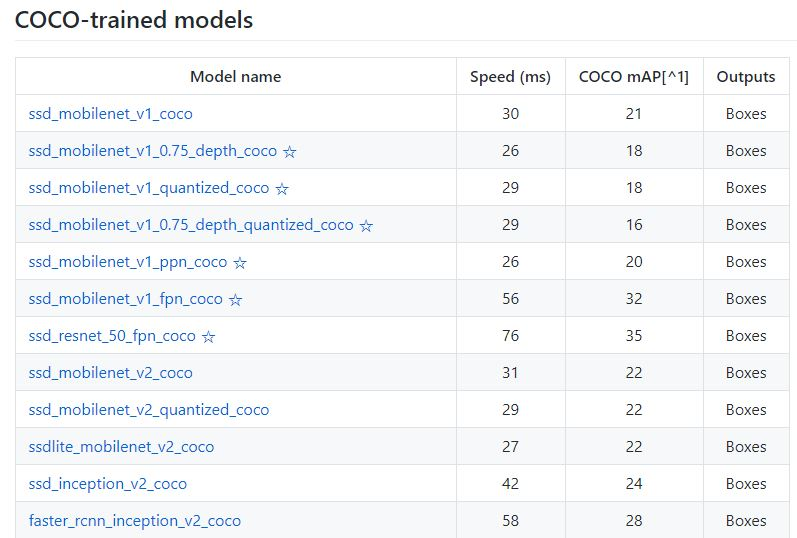 COCO-trained models
Model name Speed (ms) COCO mAP[^1] Outputs
ssd_mobilenet_v1_coco 30 21 Boxes
ssd_mobilenet_v1_0.75_depth_coco ☆ 26 18 Boxes
ssd_mobilenet_v1_quantized_coco ☆ 29 18 Boxes
ssd_mobilenet_v1_0.75_depth_quantized_coco ☆ 29 16 Boxes
ssd_mobilenet_v1_ppn_coco ☆ 26 20 Boxes
ssd_mobilenet_v1_fpn_coco ☆ 56 32 Boxes
ssd_resnet_50_fpn_coco ☆ 76 35 Boxes
ssd_mobilenet_v2_coco 31 22 Boxes
ssd_mobilenet_v2_quantized_coco 29 22 Boxes
ssdlite_mobilenet_v2_coco 27 22 Boxes
ssd_inception_v2_coco 42 24 Boxes
faster_rcnn_inception_v2_coco 58 28 Boxes